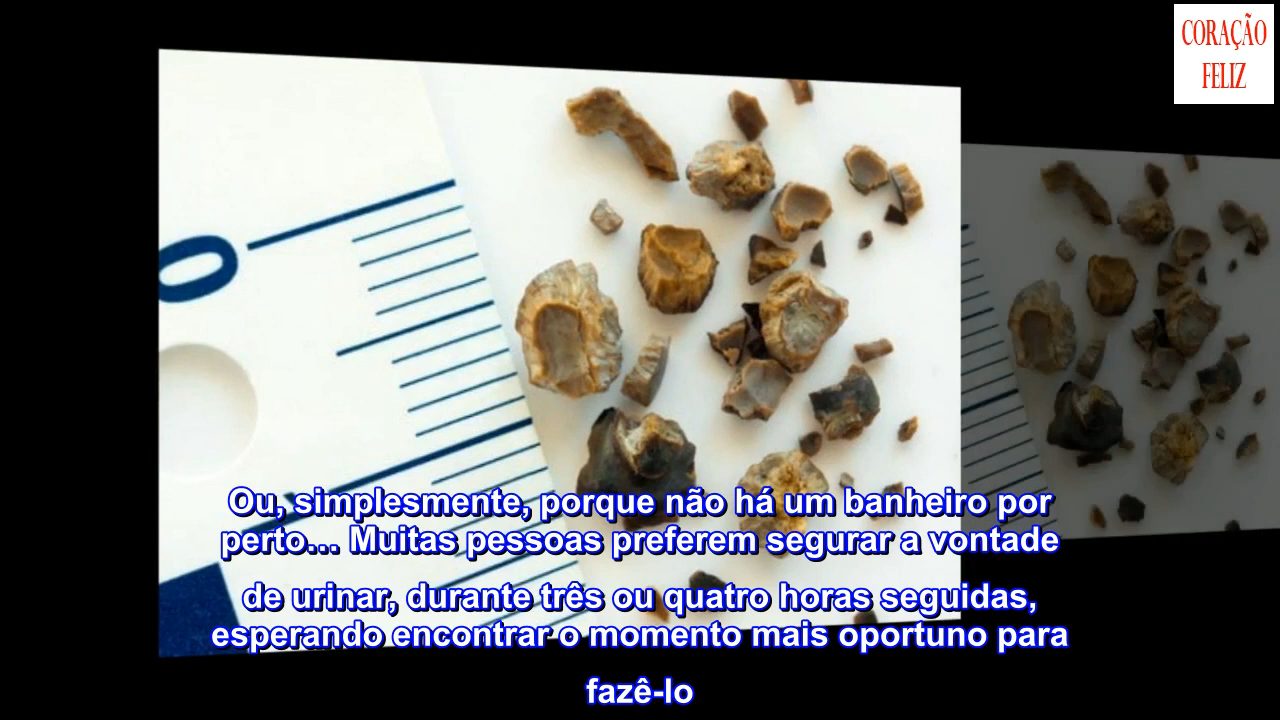 CORAÇÃO
FELIZ
0
Ou, simplesmente, porque não há um banheiro por
perto... Muitas pessoas preferem segurar a vontade
de urinar, durante três ou quatro horas seguidas,
esperando encontrar o momento mais oportuno para
fazê-lo